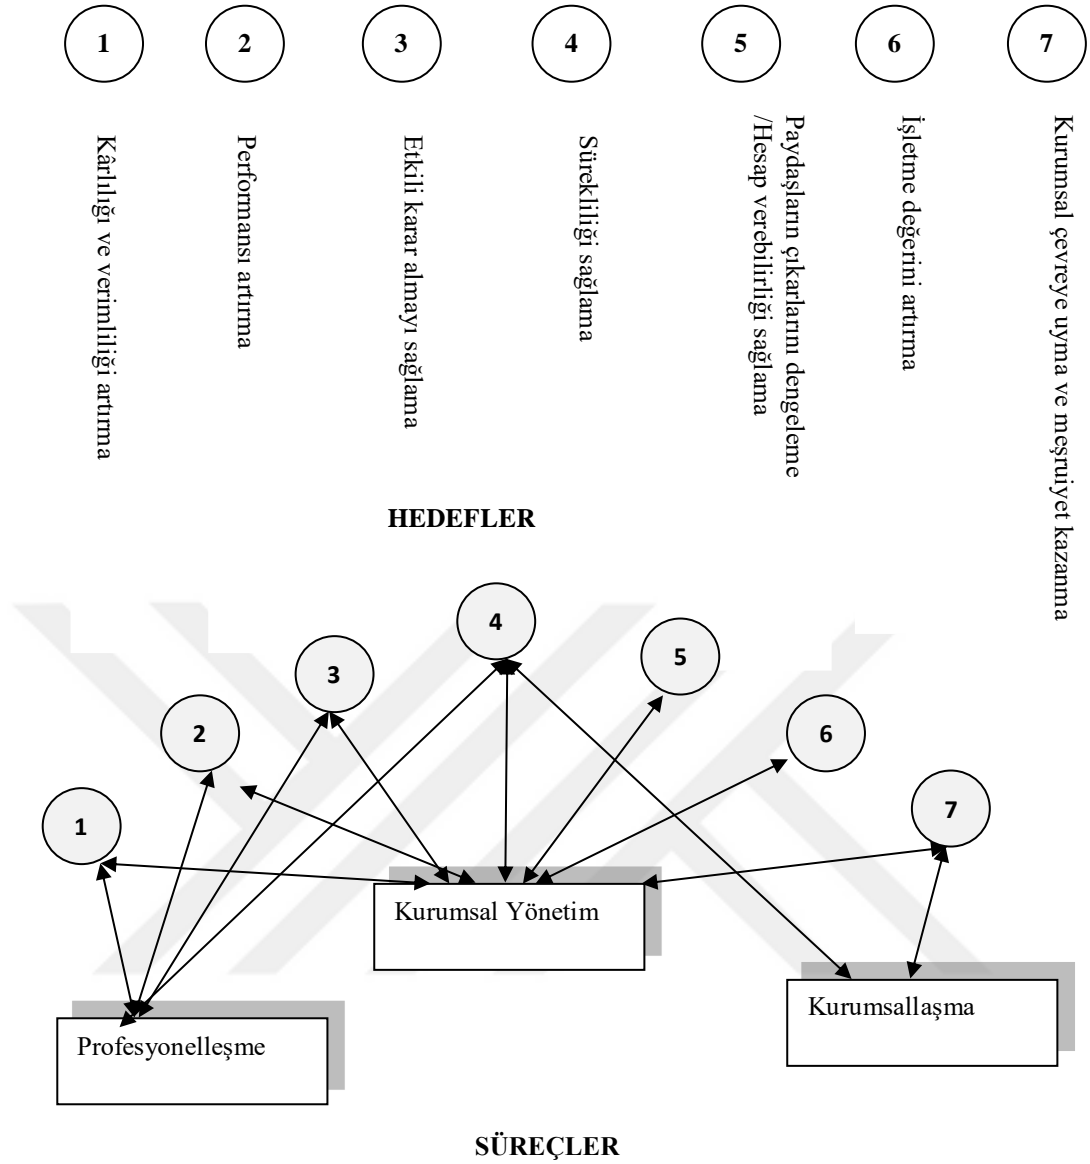 1
2
3
4
5
6
7
Kârlılığı ve verimliliği artırma
Performansı artırma
Etkili karar almayı sağlama
Sürekliliği sağlama
Paydaşların çıkarlarını dengeleme
/Hesap verebilirliği sağlama
İşletme değerini artırma
Kurumsal çevreye uyma ve meşruiyet kazanma
HEDEFLER
4
5
3
2
6
7
1
Kurumsal Yönetim
Kurumsallaşma
Profesyonelleşme
SÜREÇLER